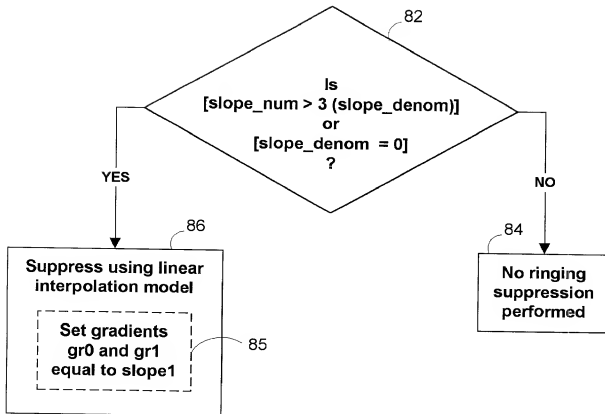 82
Is
[slope_num > 3 (slope_denom)]
or
[slope_denom = 0]
?
YES
NO
86
Suppress using linear
interpolation model
Set gradients
gr0 and gr1
equal to slope1
85
84
No ringing
suppression
performed